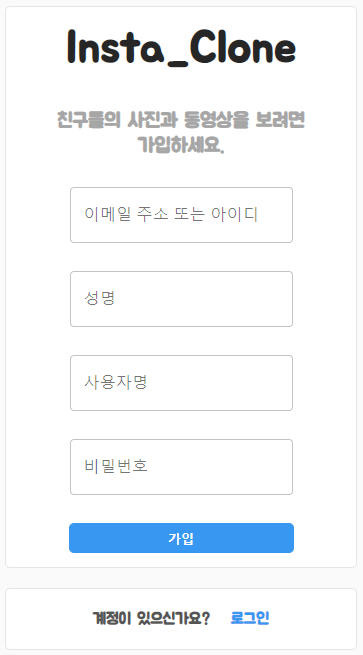 Insta_Clone
친구들의 사진과 동영상을 보려면
가입하세요.
이메일 주소 또는 아이디
성명
사용자명
비밀번호
가입
계정이 있으신가요? 로그인